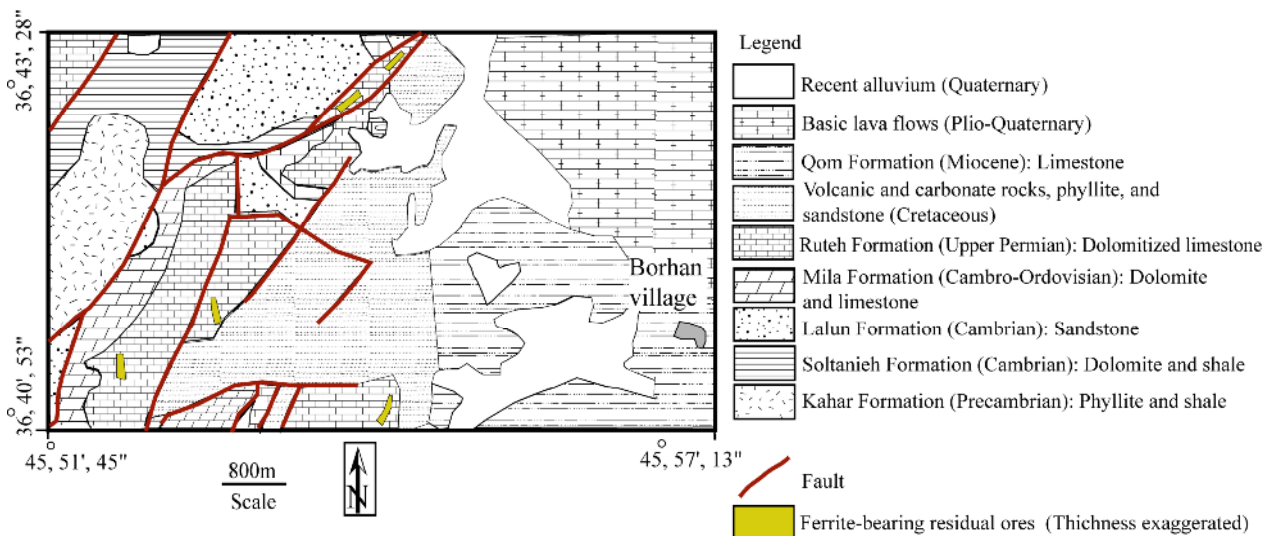 36°, 43', 28"
36°, 40', 53"
45°, 51', 45"
45°, 57', 13"
Borhan
village
800m
Scale
N
Legend
Recent alluvium (Quaternary)
Basic lava flows (Plio-Quaternary)
Qom Formation (Miocene): Limestone
Volcanic and carbonate rocks, phyllite, and
sandstone (Cretaceous)
Ruteh Formation (Upper Permian): Dolomitized limestone
Mila Formation (Cambro-Ordovisian): Dolomite
and limestone
Lalun Formation (Cambrian): Sandstone
Soltanieh Formation (Cambrian): Dolomite and shale
Kahar Formation (Precambrian): Phyllite and shale
Fault
Ferrite-bearing residual ores (Thichness exaggerated)